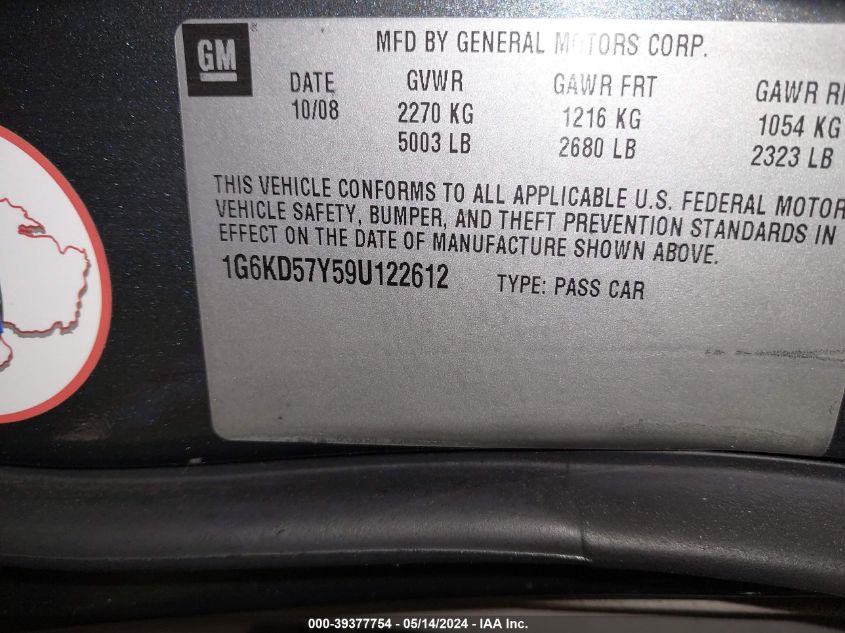 GM
MFD BY GENERAL MOTORS CORP.
DATE GVWR GAWR FRT GAWR
10/08 2270 KG 1216 KG 1054 KG
5003 LB 2680 LB 2323 LB
THIS VEHICLE CONFORMS TO ALL APPLICABLE U.S. FEDERAL MOTOR
VEHICLE SAFETY, BUMPER, AND THEFT PREVENTION STANDARDS IN
EFFECT ON THE DATE OF MANUFACTURE SHOWN ABOVE.
1G6KD57Y59U122612 TYPE: PASS CAR
000-39377754 - 05/14/2024 - IAA Inc.